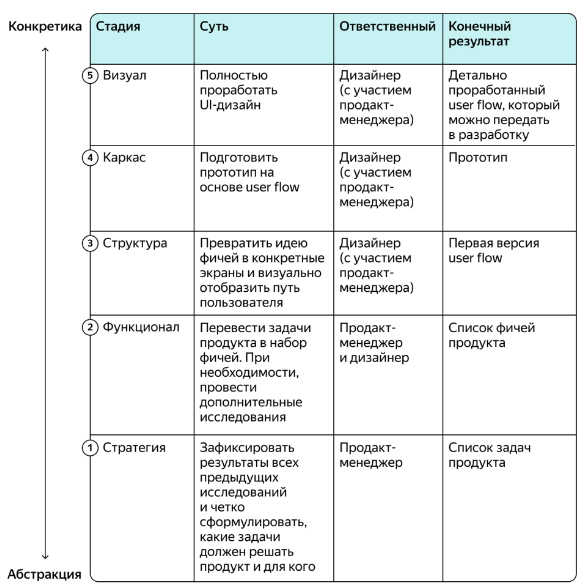 Конкретика
Стадия
Суть
Ответственный
Конечный
результат
5 Визуал
Полностью
проработать
UI-дизайн
Дизайнер
(с участием
продакт-
менеджера)
Детально
проработанный
user flow, который
можно передать
в разработку
4 Каркас
Подготовить
прототип на
основе user flow
Дизайнер
(с участием
продакт-
менеджера)
Прототип
3 Структура
Превратить идею
фичей в конкретные
экраны и визуально
отобразить путь
пользователя
Дизайнер
(с участием
продакт-
менеджера)
Первая версия
user flow
2 Функционал
Перевести задачи
продукта в набор
фичей. При
необходимости,
провести
дополнительные
исследования
Продакт-
менеджер
и дизайнер
Список фичей
продукта
1 Стратегия
Зафиксировать
результаты всех
предыдущих
исследований
и четко
сформулировать,
какие задачи
должен решать
продукт и для кого
Продакт-
менеджер
Список задач
продукта
Абстракция